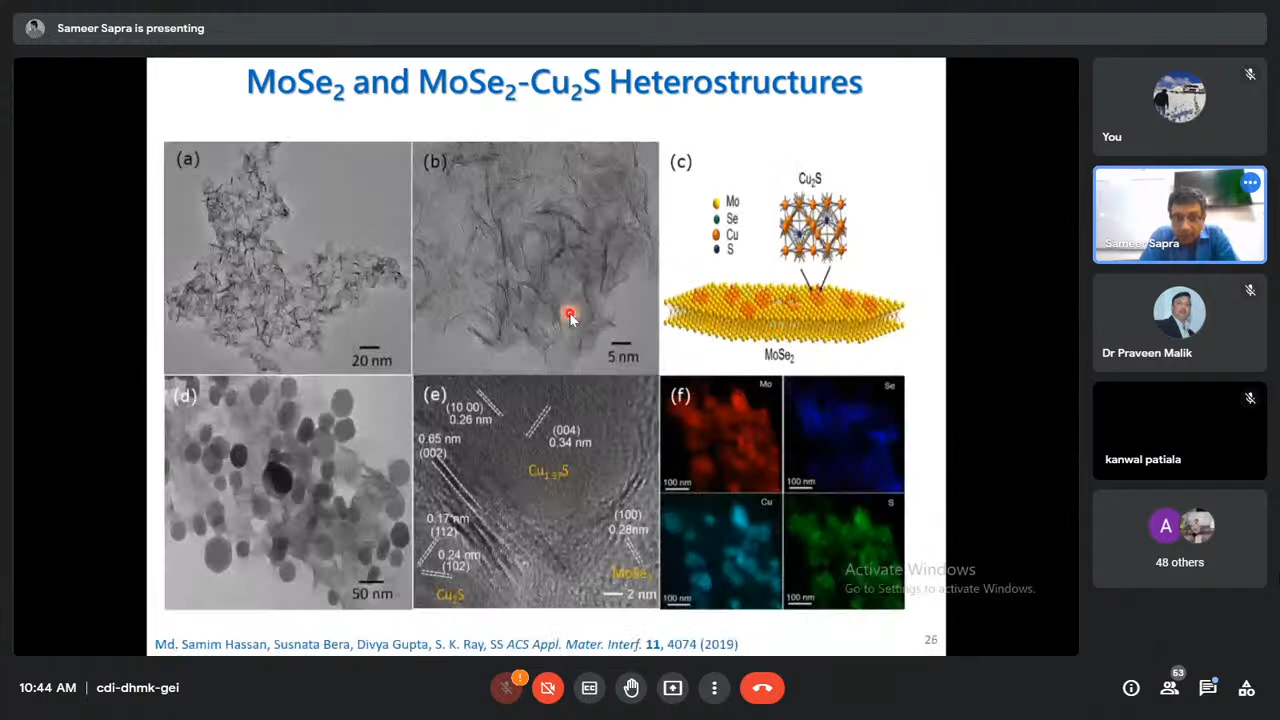 Sameer Sapra is presenting
MoSe2 and MoSe2-Cu2S Heterostructures
(a)
20 nm
(b)
5 nm
(c)
Cu2S
Mo
Se
Cu
S
MoSe2
(d)
50 nm
(e)
(10 00)
0.26 nm
(004)
0.34 nm
0.65 nm
(002)
Cu1.97S
0.17 nm
(112)
0.24 nm
(102)
(100)
0.28nm
MoSe2
Cu2S
2 nm
(f)
Mo
100 nm
Se
100 nm
Cu
100 nm
S
100 nm
Activate Windows
Go to Settings to activate Windows.
Md. Samim Hassan, Susnata Bera, Divya Gupta, S. K. Ray, SS ACS Appl. Mater. Interf. 11, 4074 (2019)
26
You
Sameer Sapra
Dr Praveen Malik
kanwal patiala
A
48 others
10:44 AM | cdi-dhmk-gei
53